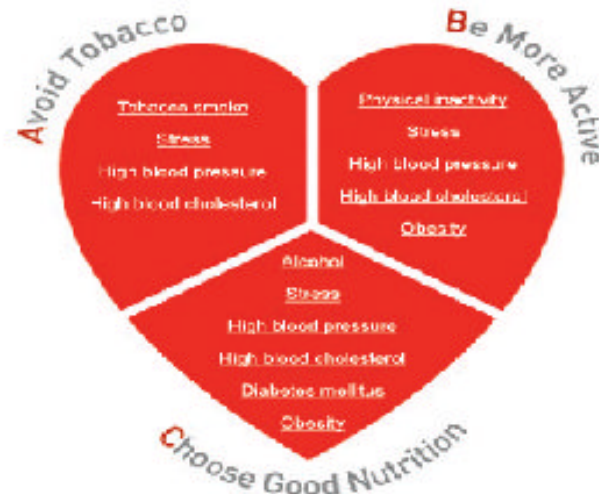 Avoid Tobacco
Tobacco smoke
Stress
High blood pressure
High blood cholesterol
Be More Active
Physical inactivity
Stress
High blood pressure
High blood cholesterol
Obesity
Alcohol
Stress
High blood pressure
High blood cholesterol
Diabetes mellitus
Obesity
Choose Good Nutrition